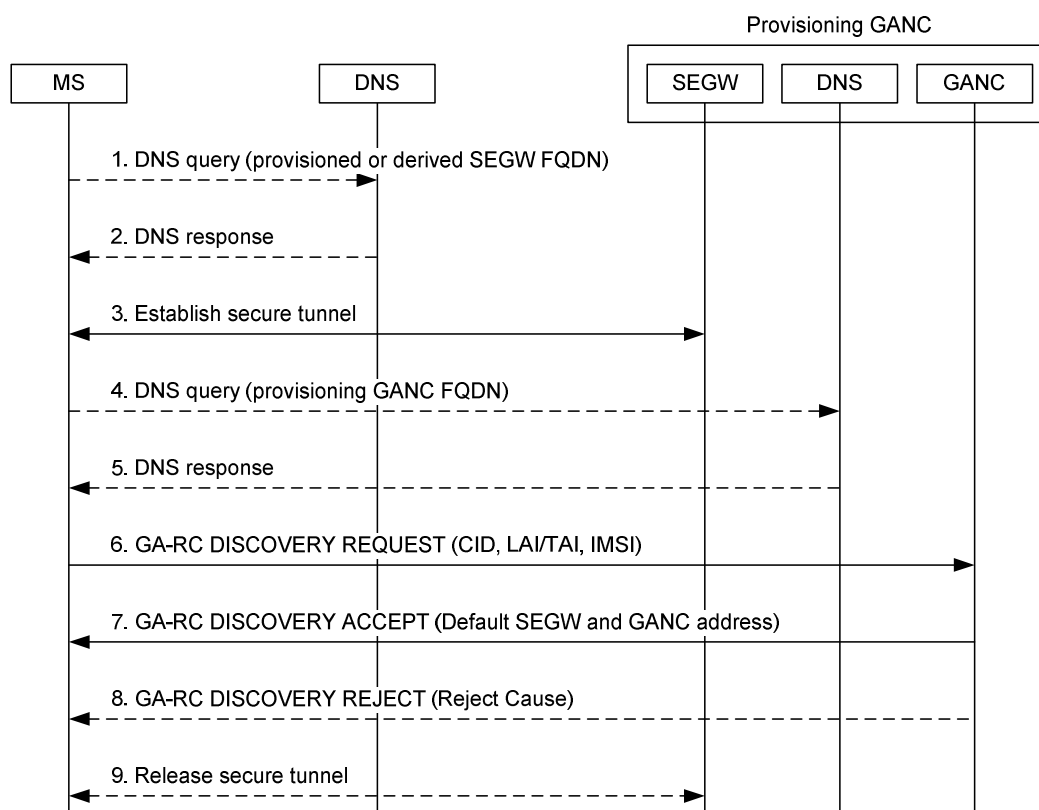 Provisioning GANC
MS
DNS
SEGW
DNS
GANC
1. DNS query (provisioned or derived SEGW FQDN)
2. DNS response
3. Establish secure tunnel
4. DNS query (provisioning GANC FQDN)
5. DNS response
6. GA-RC DISCOVERY REQUEST (CID, LAI/TAI, IMSI)
7. GA-RC DISCOVERY ACCEPT (Default SEGW and GANC address)
8. GA-RC DISCOVERY REJECT (Reject Cause)
9. Release secure tunnel